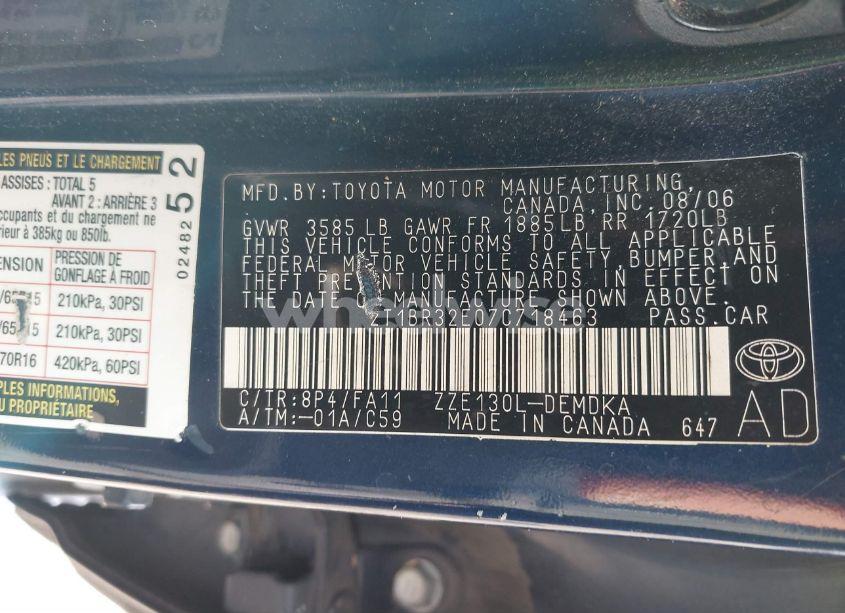 LES PNEUS ET LE CHARGEMENT
ASSISES : TOTAL 5
AVANT 2 : ARRIÈRE 3
occupants et du chargement ne
rieur à 385kg ou 850lb.
ENSION PRESSION DE
GONFLAGE À FROID
210kPa, 30PSI
210kPa, 30PSI
70R16 420kPa, 60PSI
PLES INFORMATIONS,
DU PROPRIÉTAIRE
02482 52
MFD.BY:TOYOTA MOTOR MANUFACTURING,
CANADA, INC. 08/06
GVWR 3585 LB GAWR FR 1885LB RR 1720LB
THIS VEHICLE CONFORMS TO ALL APPLICABLE
FEDERAL MOTOR VEHICLE SAFETY BUMPER,AND
THEFT PREVENTION STANDARDS IN EFFECT ON
THE DATE OF MANUFACTURE SHOWN ABOVE.
PASS.CAR
C/TR:8P4/FA11 ZZE130L-DEMDKA
A/TM:-01A/C59 MADE IN CANADA 647
AD